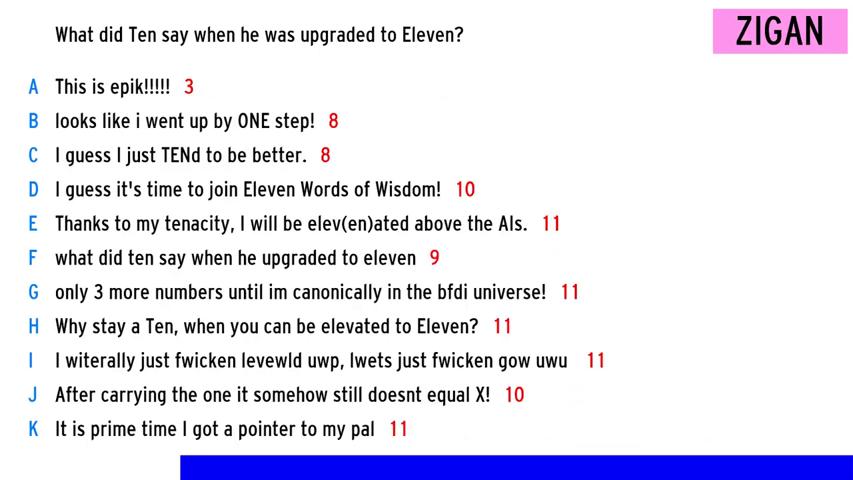 What did Ten say when he was upgraded to Eleven?
ZIGAN
A This is epik!!!!! 3
B looks like i went up by ONE step! 8
C I guess I just TENd to be better. 8
D I guess it's time to join Eleven Words of Wisdom! 10
E Thanks to my tenacity, I will be elev(en)ated above the AIs. 11
F what did ten say when he upgraded to eleven 9
G only 3 more numbers until im canonically in the bfdi universe! 11
H Why stay a Ten, when you can be elevated to Eleven? 11
I I witerally just fwicken levewld uwp, lwets just fwicken gow uwu 11
J After carrying the one it somehow still doesnt equal X! 10
K It is prime time I got a pointer to my pal 11